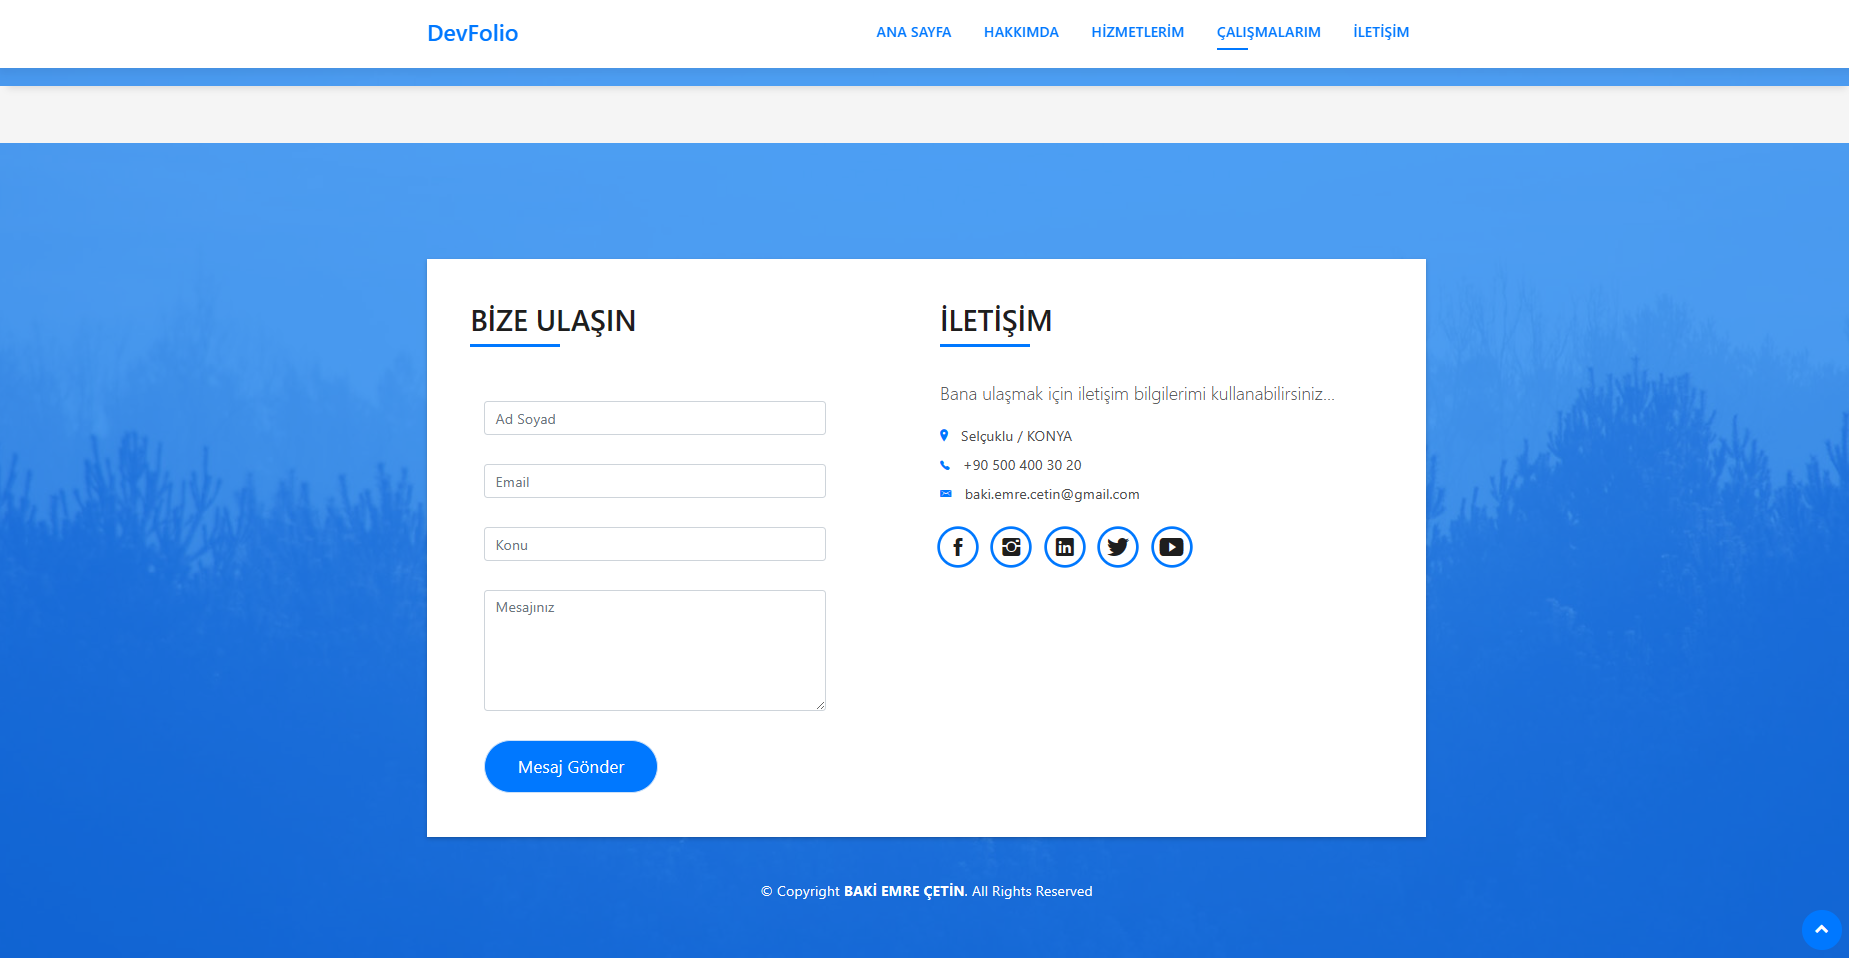 DevFolio
ANA SAYFA HAKKIMDA HİZMETLERİM ÇALIŞMALARIM İLETİŞİM
BİZE ULAŞIN
Ad Soyad
Email
Konu
Mesajınız
Mesaj Gönder
İLETİŞİM
Bana ulaşmak için iletişim bilgilerimi kullanabilirsiniz...
Selçuklu / KONYA
+90 500 400 30 20
baki.emre.cetin@gmail.com
© Copyright BAKİ EMRE ÇETİN. All Rights Reserved